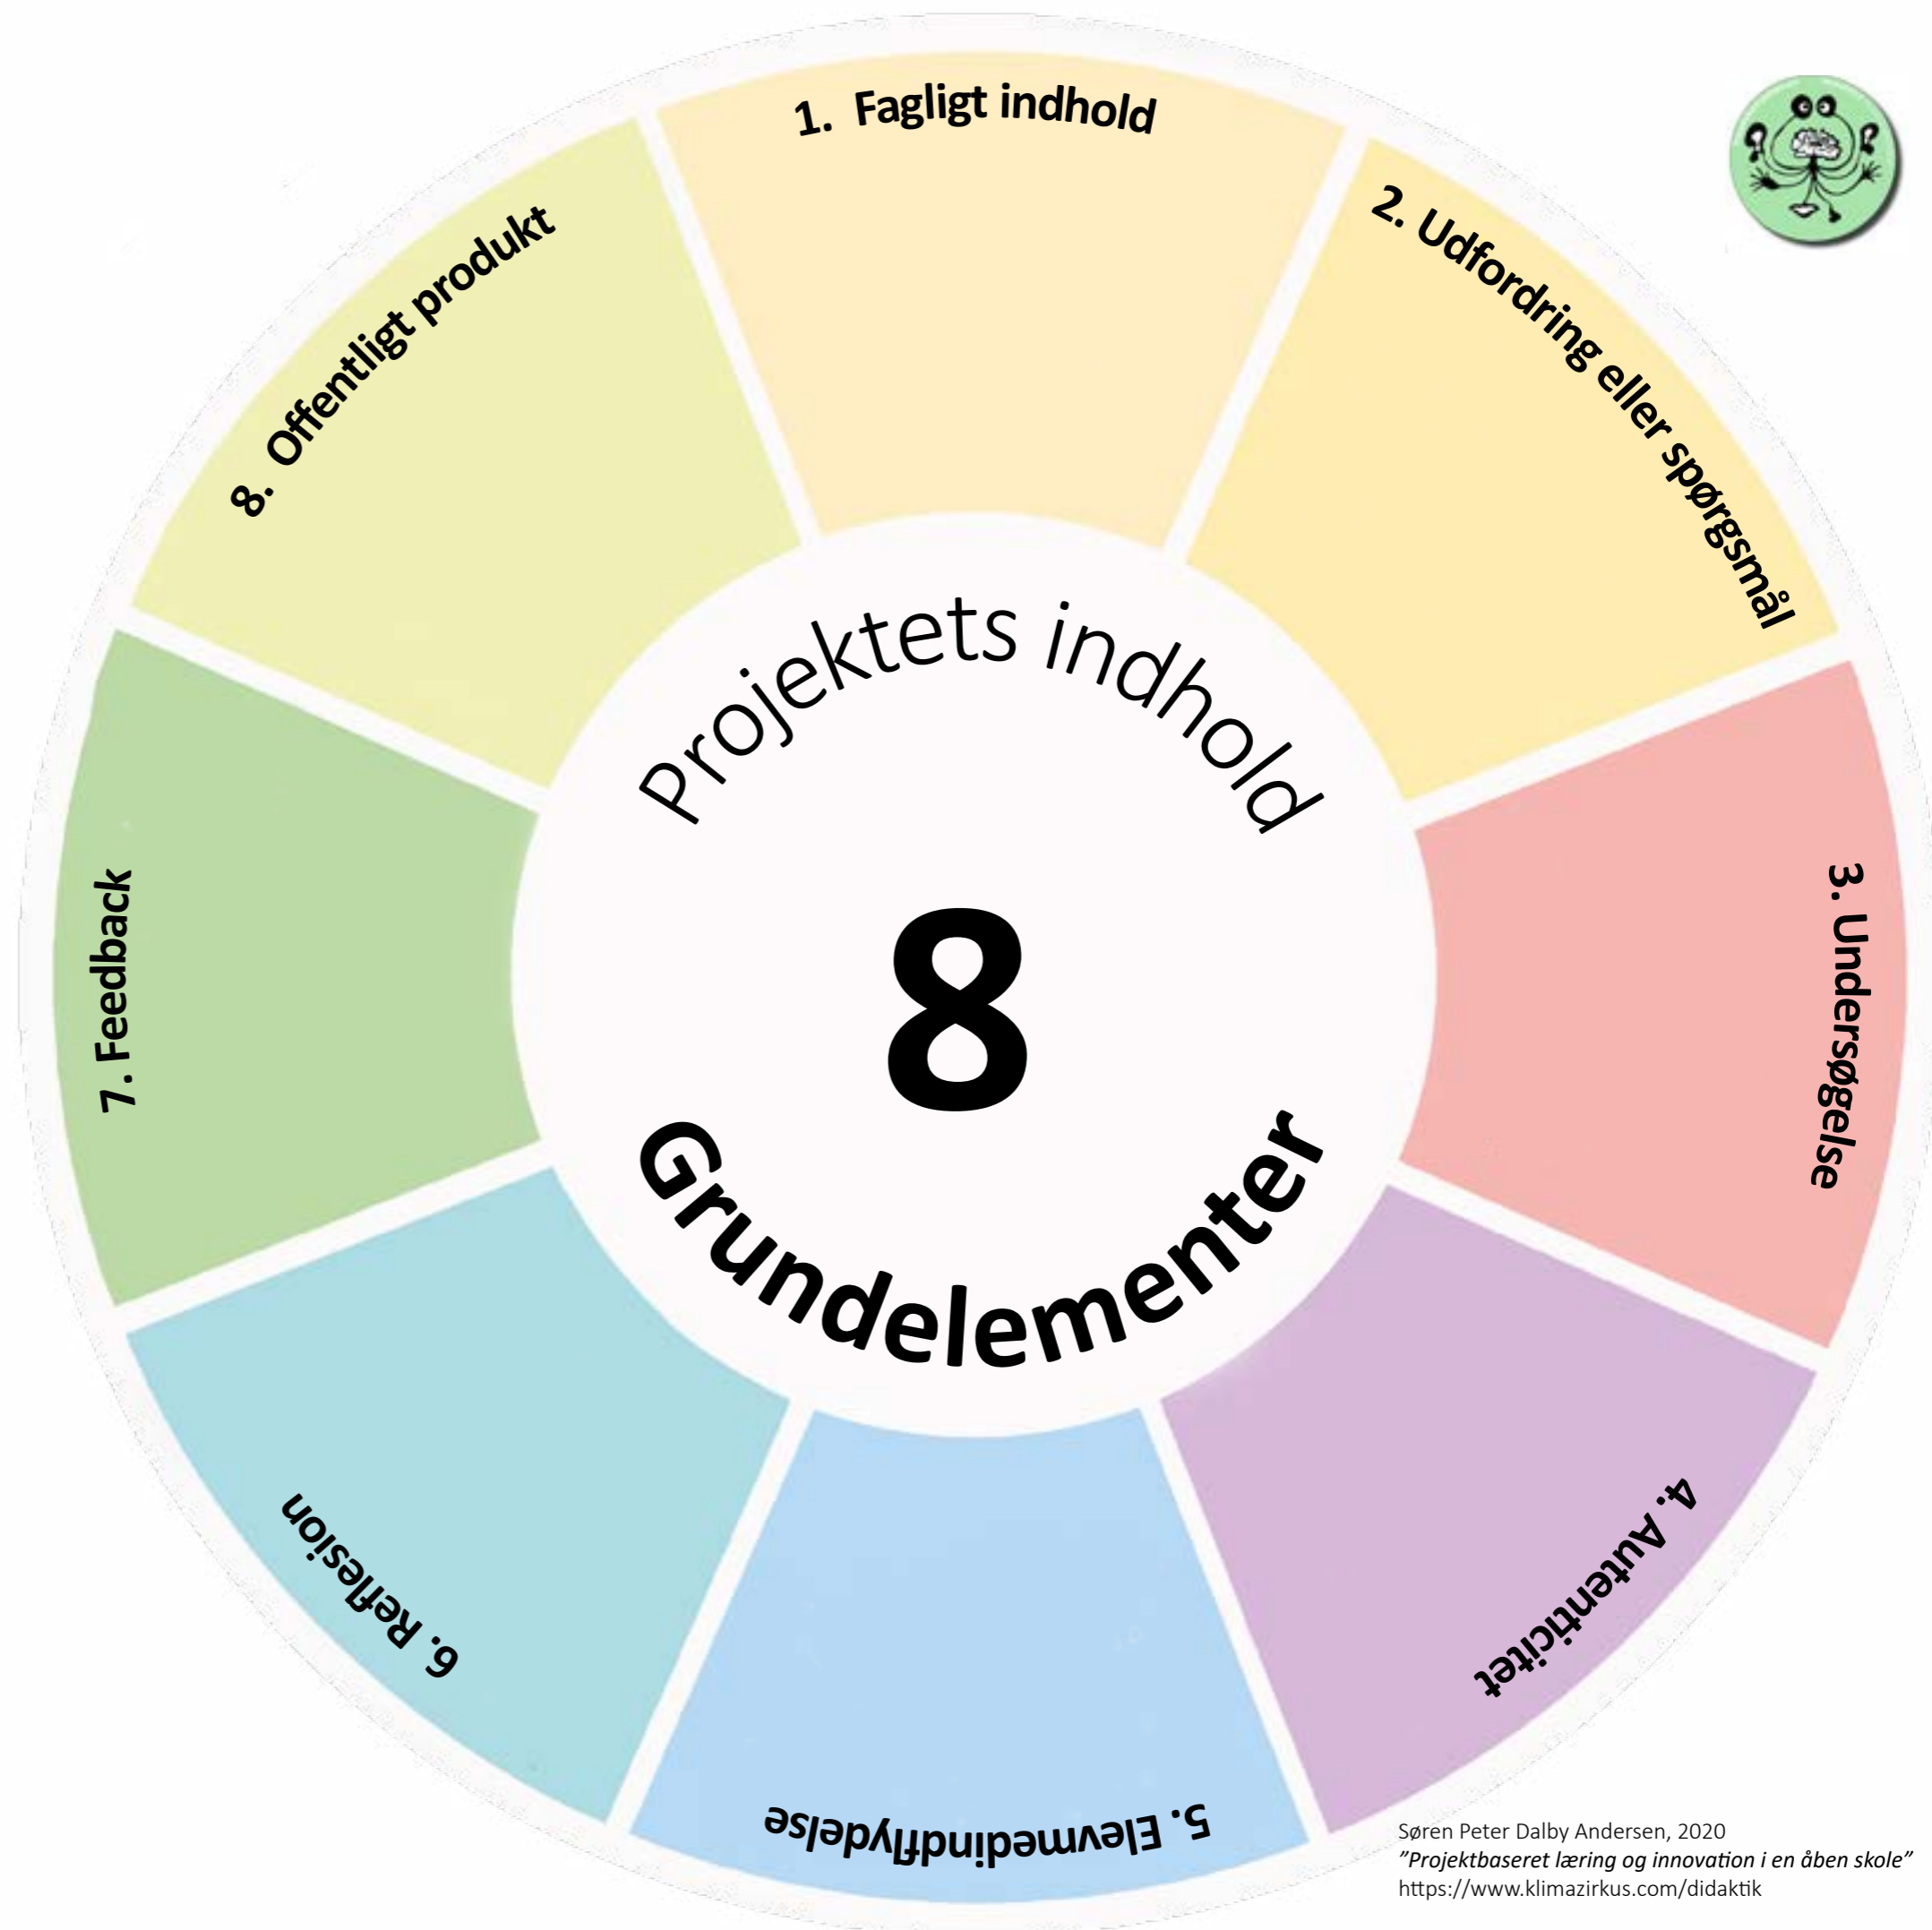 1. Fagligt indhold
2. Udfordring eller spørgsmål
3. Undersøgelse
4. Autenticitet
5. Elevmedindflydelse
6. Reflesion
7. Feedback
8. Offentligt produkt
Projektets indhold
8
Grundelementer
Søren Peter Dalby Andersen, 2020
”Projektbaseret læring og innovation i en åben skole”
https://www.klimazirkus.com/didaktik